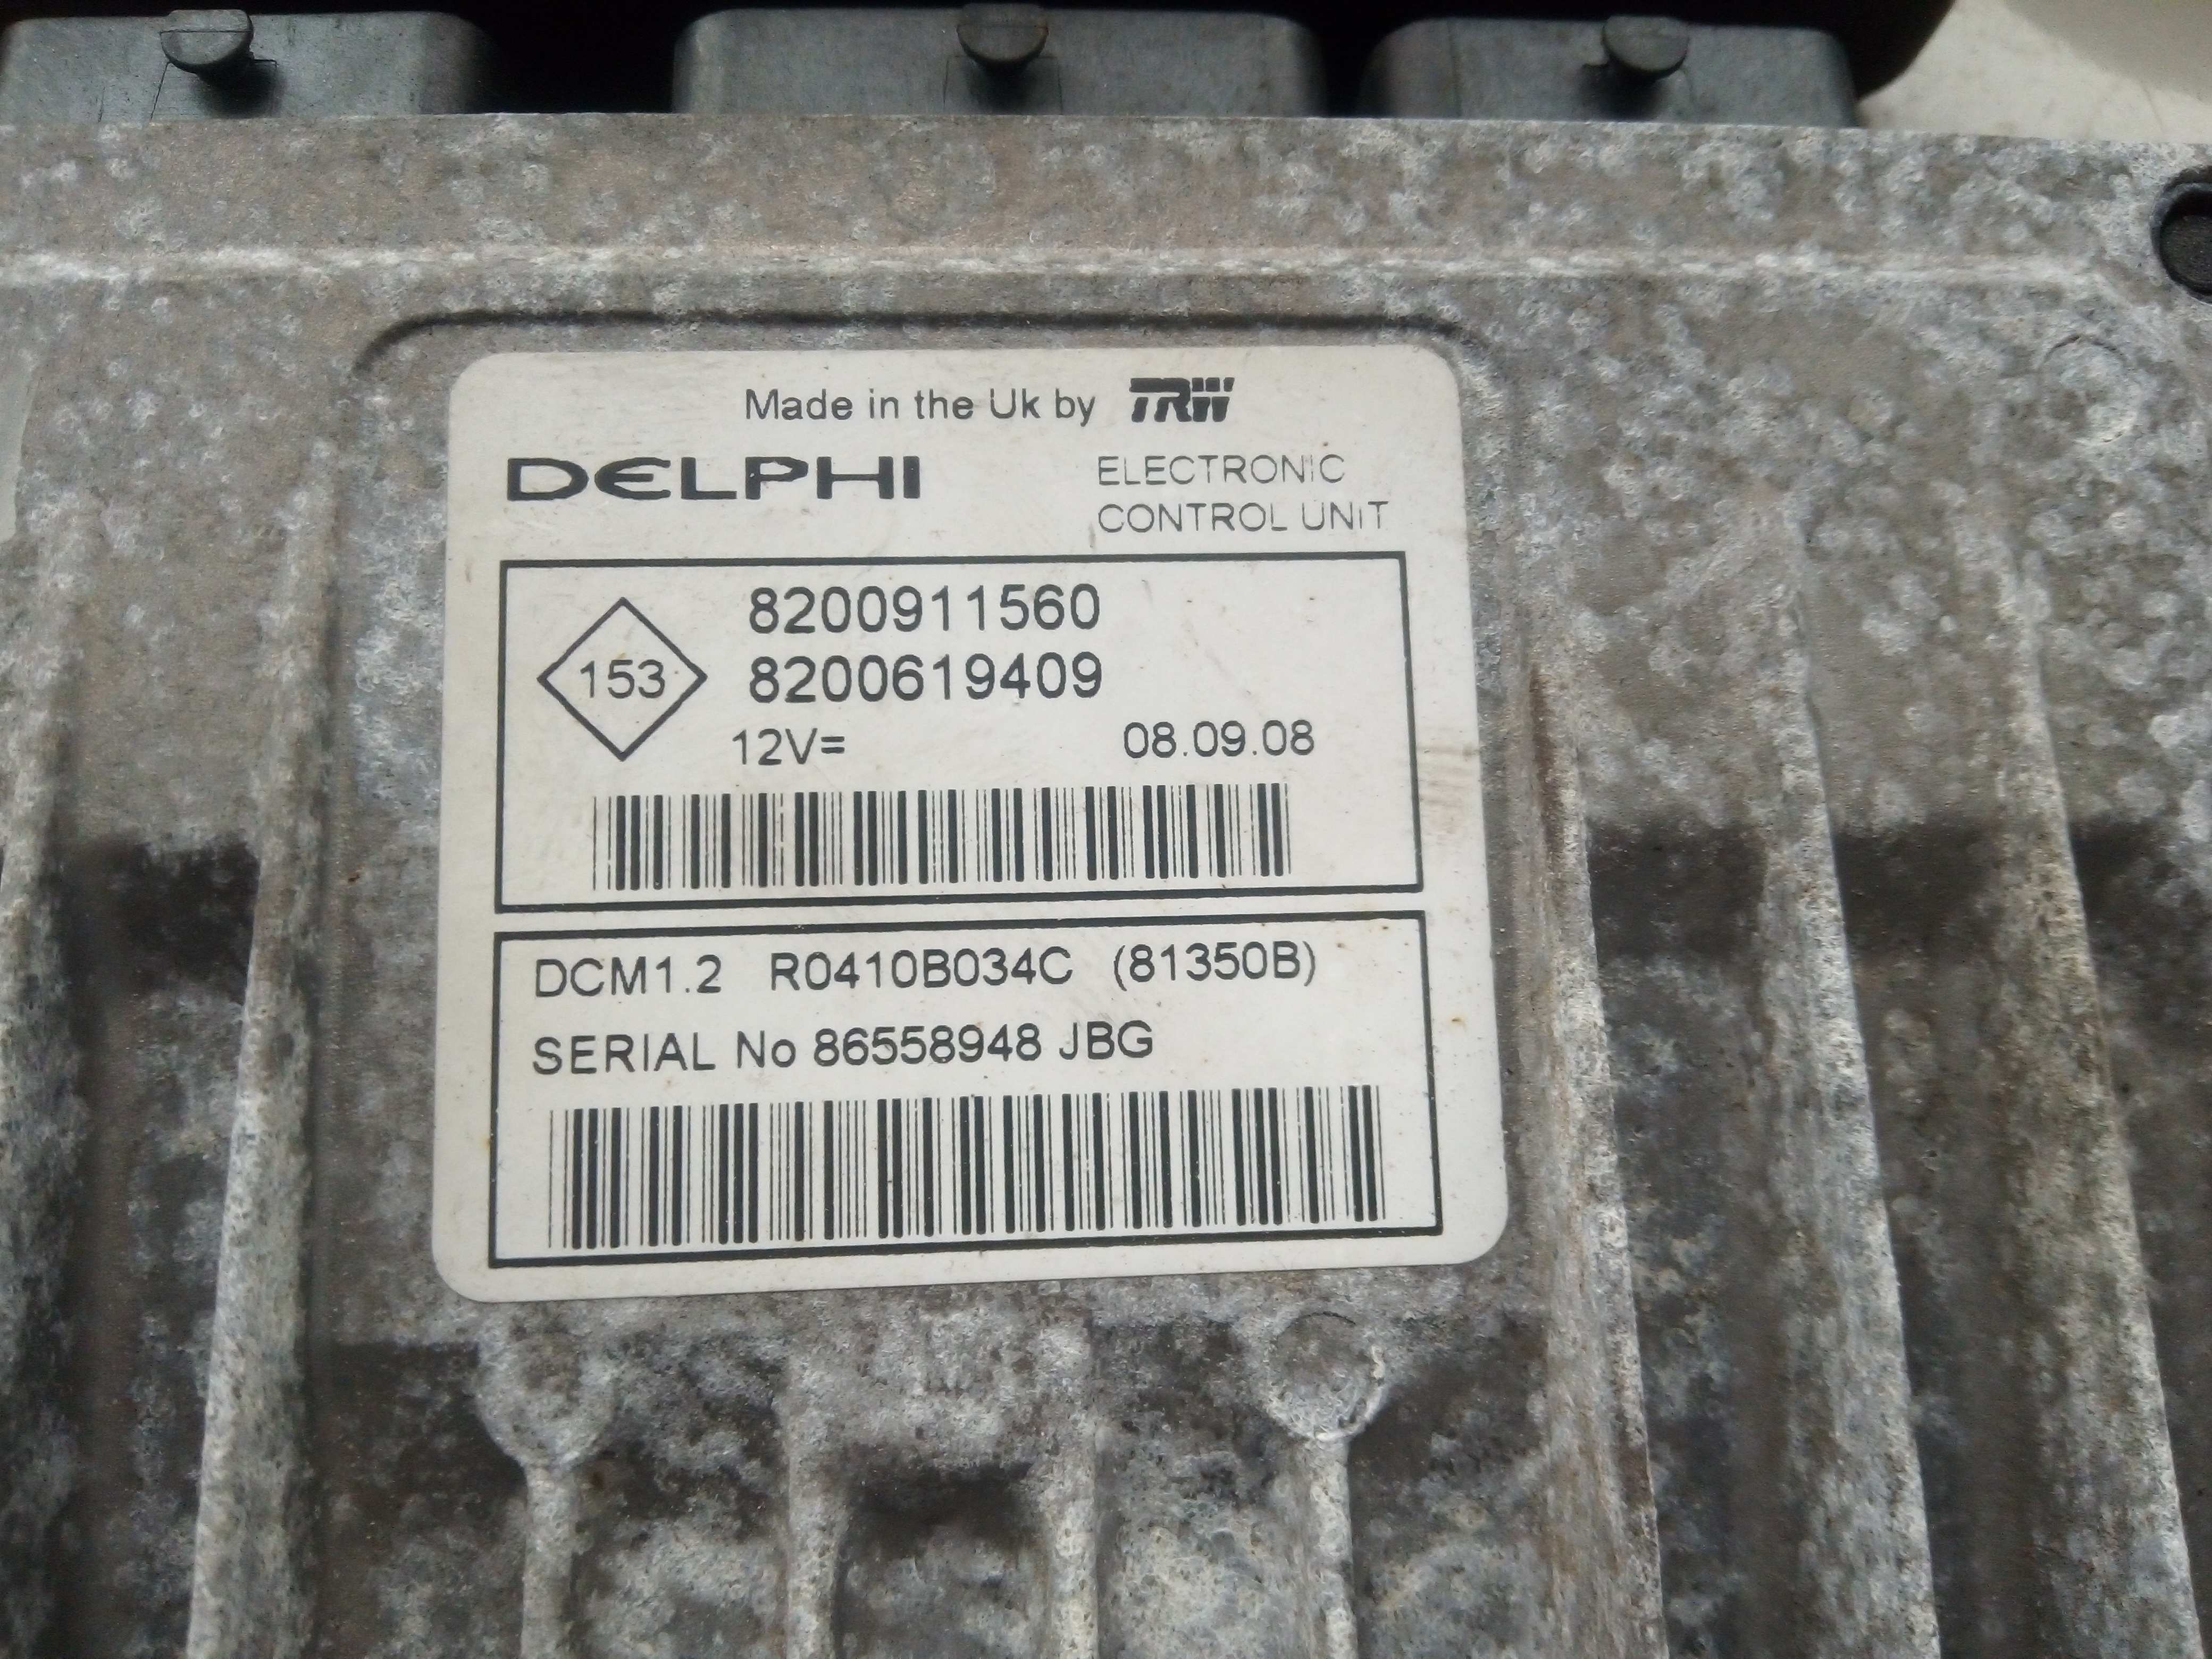 Made in the Uk by TRW
DELPHI
ELECTRONIC
CONTROL UNIT
8200911560
153
8200619409
12V= 08.09.08
DCM1.2 R0410B034C (81350B)
SERIAL No 86558948 JBG